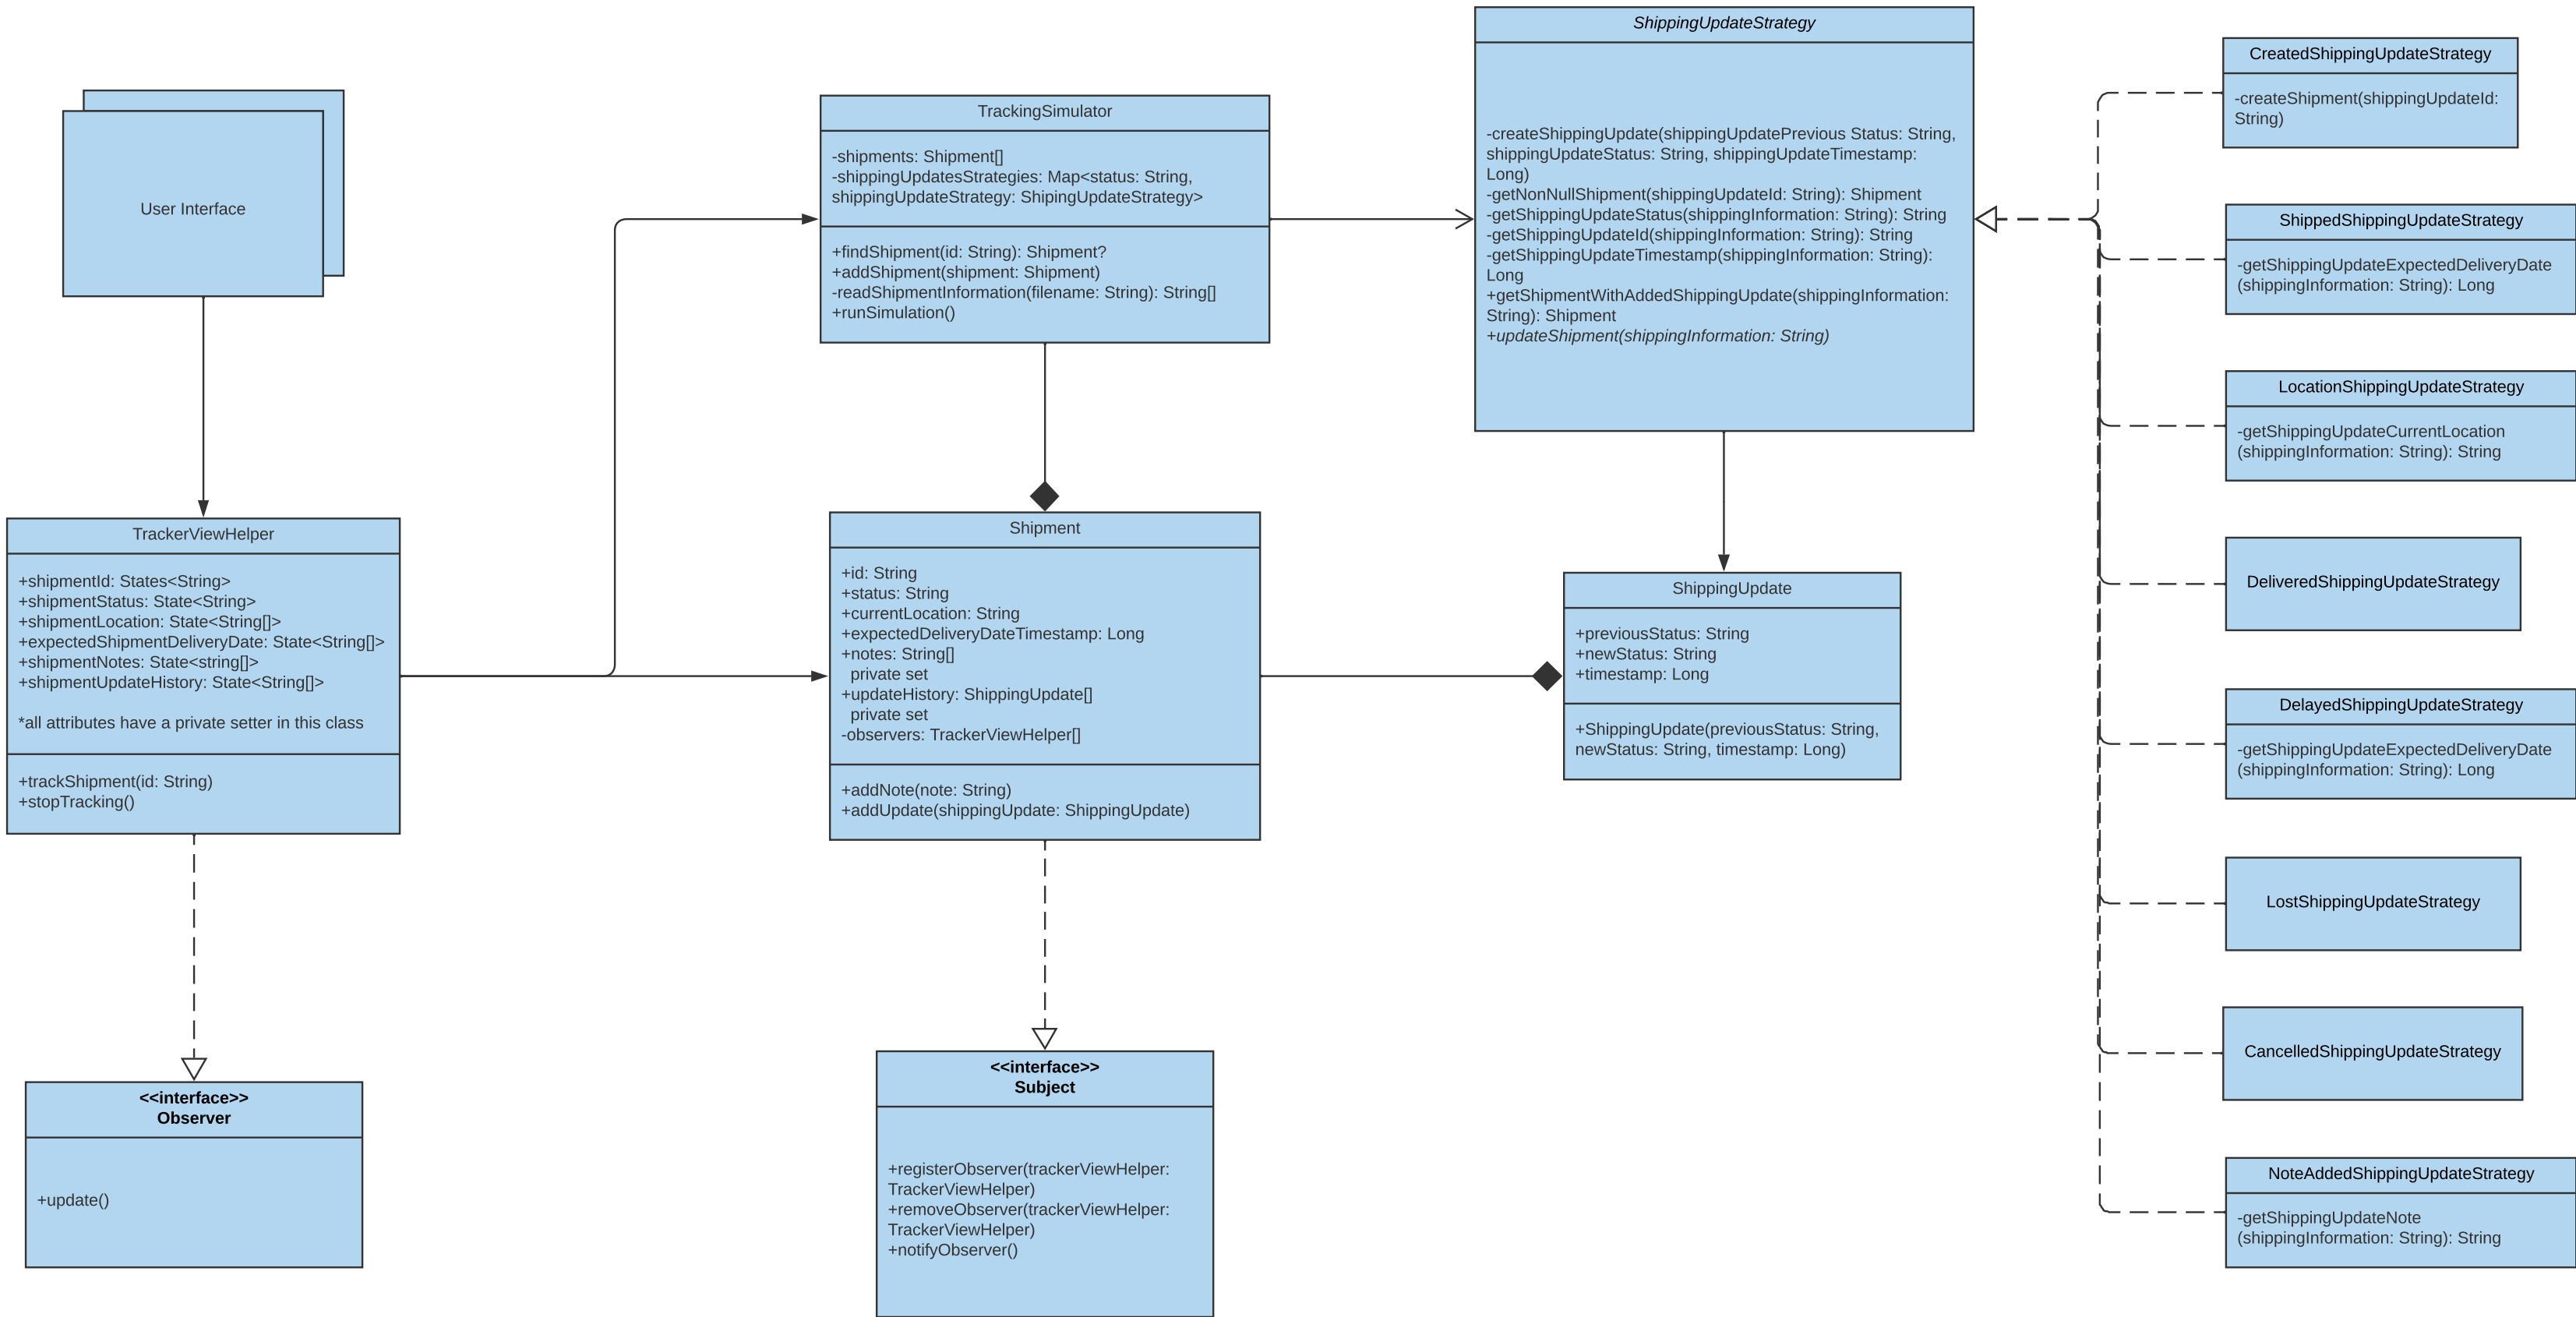 User Interface
TrackerViewHelper
+shipmentId: States<String>
+shipmentStatus: State<String>
+shipmentLocation: State<String[]>
+expectedShipmentDeliveryDate: State<String[]>
+shipmentNotes: State<string[]>
+shipmentUpdateHistory: State<String[]>
*all attributes have a private setter in this class
+trackShipment(id: String)
+stopTracking()
<<interface>>
Observer
+update()
TrackingSimulator
-shipments: Shipment[]
-shippingUpdatesStrategies: Map<status: String,
shippingUpdateStrategy: ShipingUpdateStrategy>
+findShipment(id: String): Shipment?
+addShipment(shipment: Shipment)
-readShipmentInformation(filename: String): String[]
+runSimulation()
Shipment
+id: String
+status: String
+currentLocation: String
+expectedDeliveryDateTimestamp: Long
+notes: String[]
private set
+updateHistory: ShippingUpdate[]
private set
-observers: TrackerViewHelper[]
+addNote(note: String)
+addUpdate(shippingUpdate: ShippingUpdate)
<<interface>>
Subject
+registerObserver(trackerViewHelper:
TrackerViewHelper)
+removeObserver(trackerViewHelper:
TrackerViewHelper)
+notifyObserver()
ShippingUpdateStrategy
-createShippingUpdate(shippingUpdatePrevious Status: String,
shippingUpdateStatus: String, shippingUpdateTimestamp:
Long)
-getNonNullShipment(shippingUpdateId: String): Shipment
-getShippingUpdateStatus(shippingInformation: String): String
-getShippingUpdateId(shippingInformation: String): String
-getShippingUpdateTimestamp(shippingInformation: String):
Long
+getShipmentWithAddedShippingUpdate(shippingInformation:
String): Shipment
+updateShipment(shippingInformation: String)
ShippingUpdate
+previousStatus: String
+newStatus: String
+timestamp: Long
+ShippingUpdate(previousStatus: String,
newStatus: String, timestamp: Long)
CreatedShippingUpdateStrategy
-createShipment(shippingUpdateId:
String)
ShippedShippingUpdateStrategy
-getShippingUpdateExpectedDeliveryDate
(shippingInformation: String): Long
LocationShippingUpdateStrategy
-getShippingUpdateCurrentLocation
(shippingInformation: String): String
DeliveredShippingUpdateStrategy
DelayedShippingUpdateStrategy
-getShippingUpdateExpectedDeliveryDate
(shippingInformation: String): Long
LostShippingUpdateStrategy
CancelledShippingUpdateStrategy
NoteAddedShippingUpdateStrategy
-getShippingUpdateNote
(shippingInformation: String): String